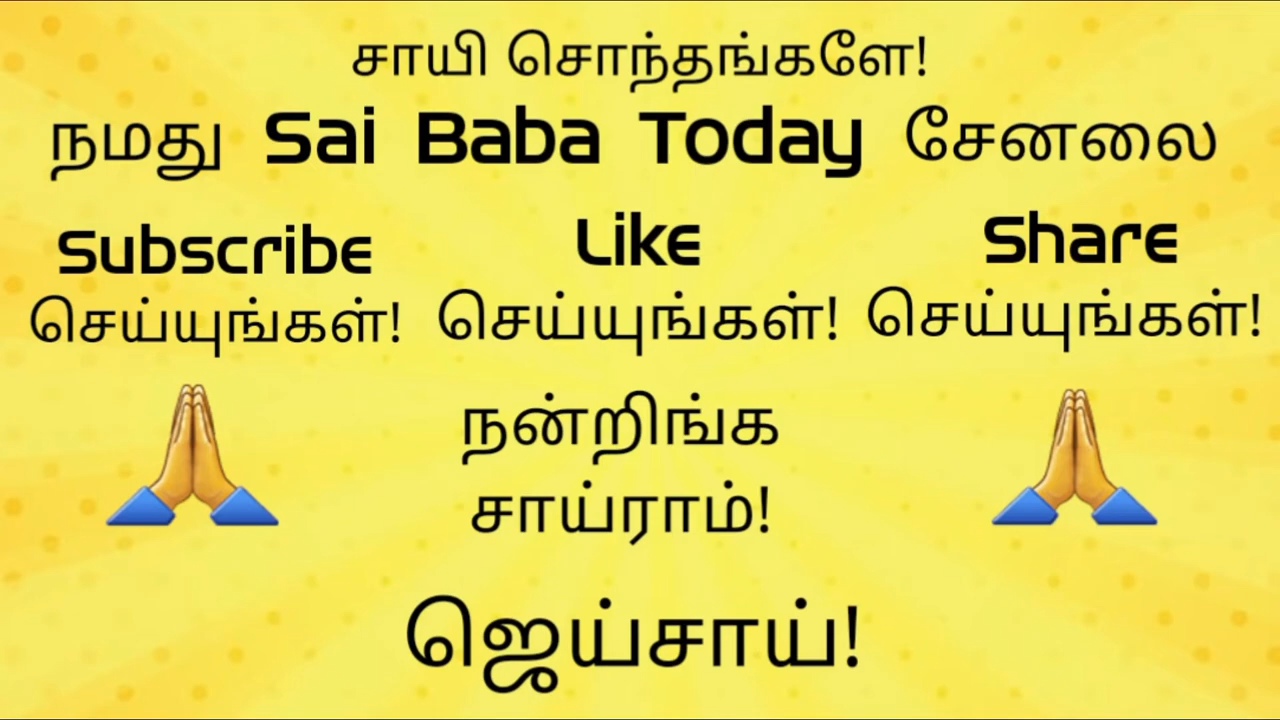 சாயி சொந்தங்களே!
நமது Sai Baba Today சேனலை
Subscribe Like Share
செய்யுங்கள்! செய்யுங்கள்! செய்யுங்கள்!
நன்றிங்க
சாய்ராம்!
ஜெய்சாய்!